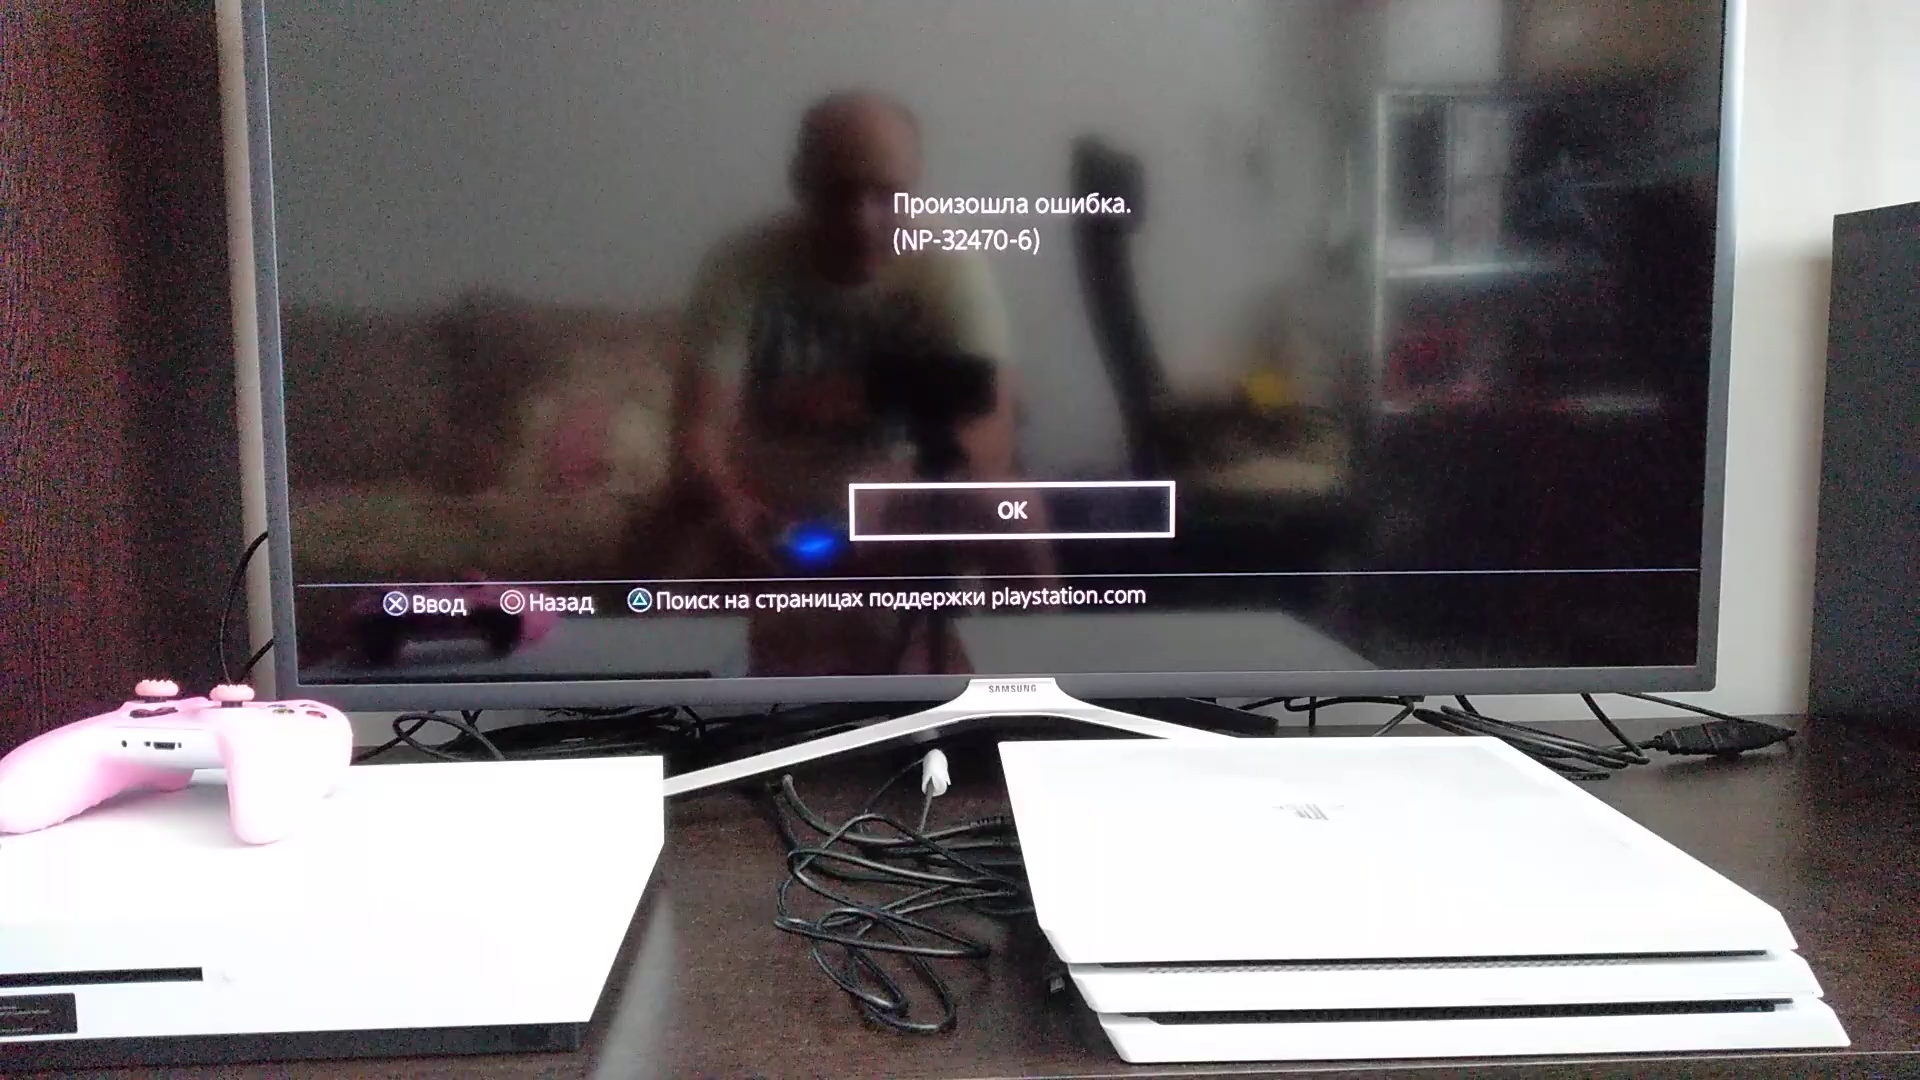 Произошла ошибка.
(NP-32470-6)
OK
Ввод Назад Поиск на страницах поддержки playstation.com
SAMSUNG